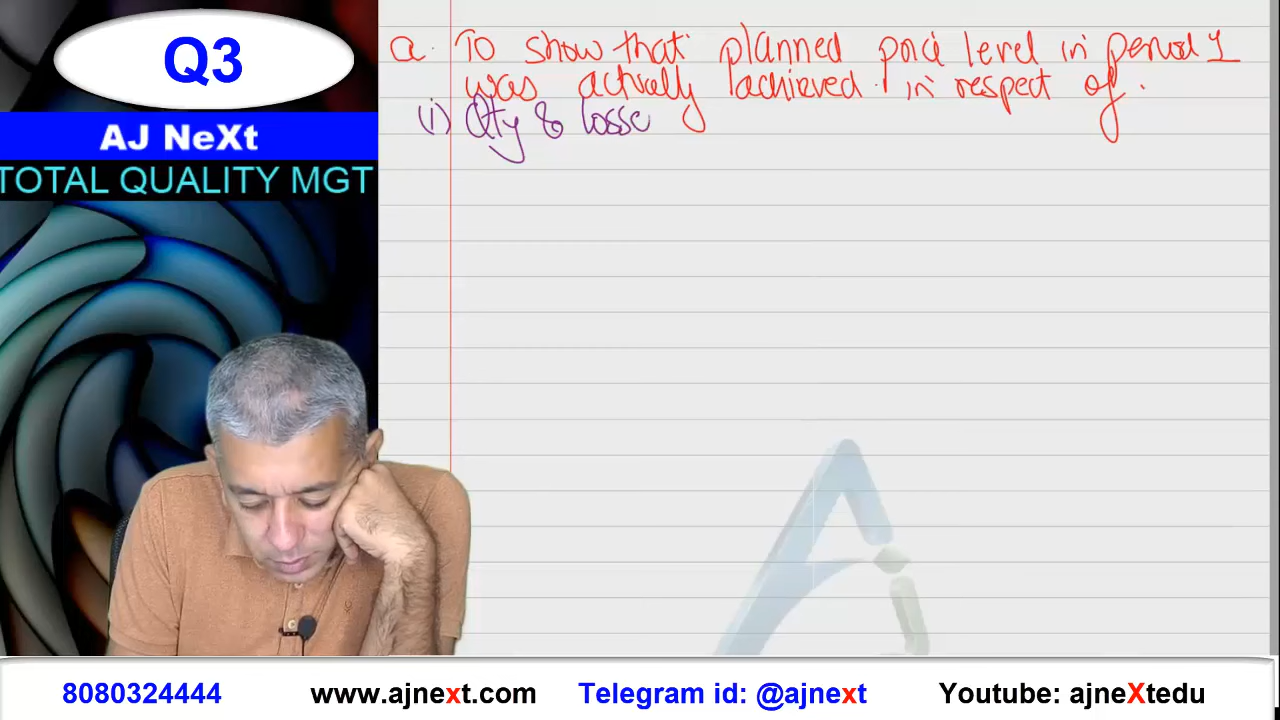 Q3
AJ NeXt
TOTAL QUALITY MGT
a. To show that planned price level in period 1
was actually achieved in respect of.
(i) Qty & losse
8080324444 www.ajnext.com Telegram id: @ajnext Youtube: ajneXtedu